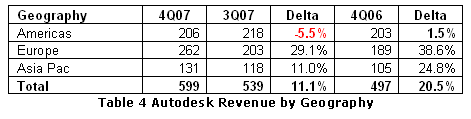 Geography 4Q07 3Q07 Delta 4Q06 Delta
Americas 206 218 -5.5% 203 1.5%
Europe 262 203 29.1% 189 38.6%
Asia Pac 131 118 11.0% 105 24.8%
Total 599 539 11.1% 497 20.5%
Table 4 Autodesk Revenue by Geography